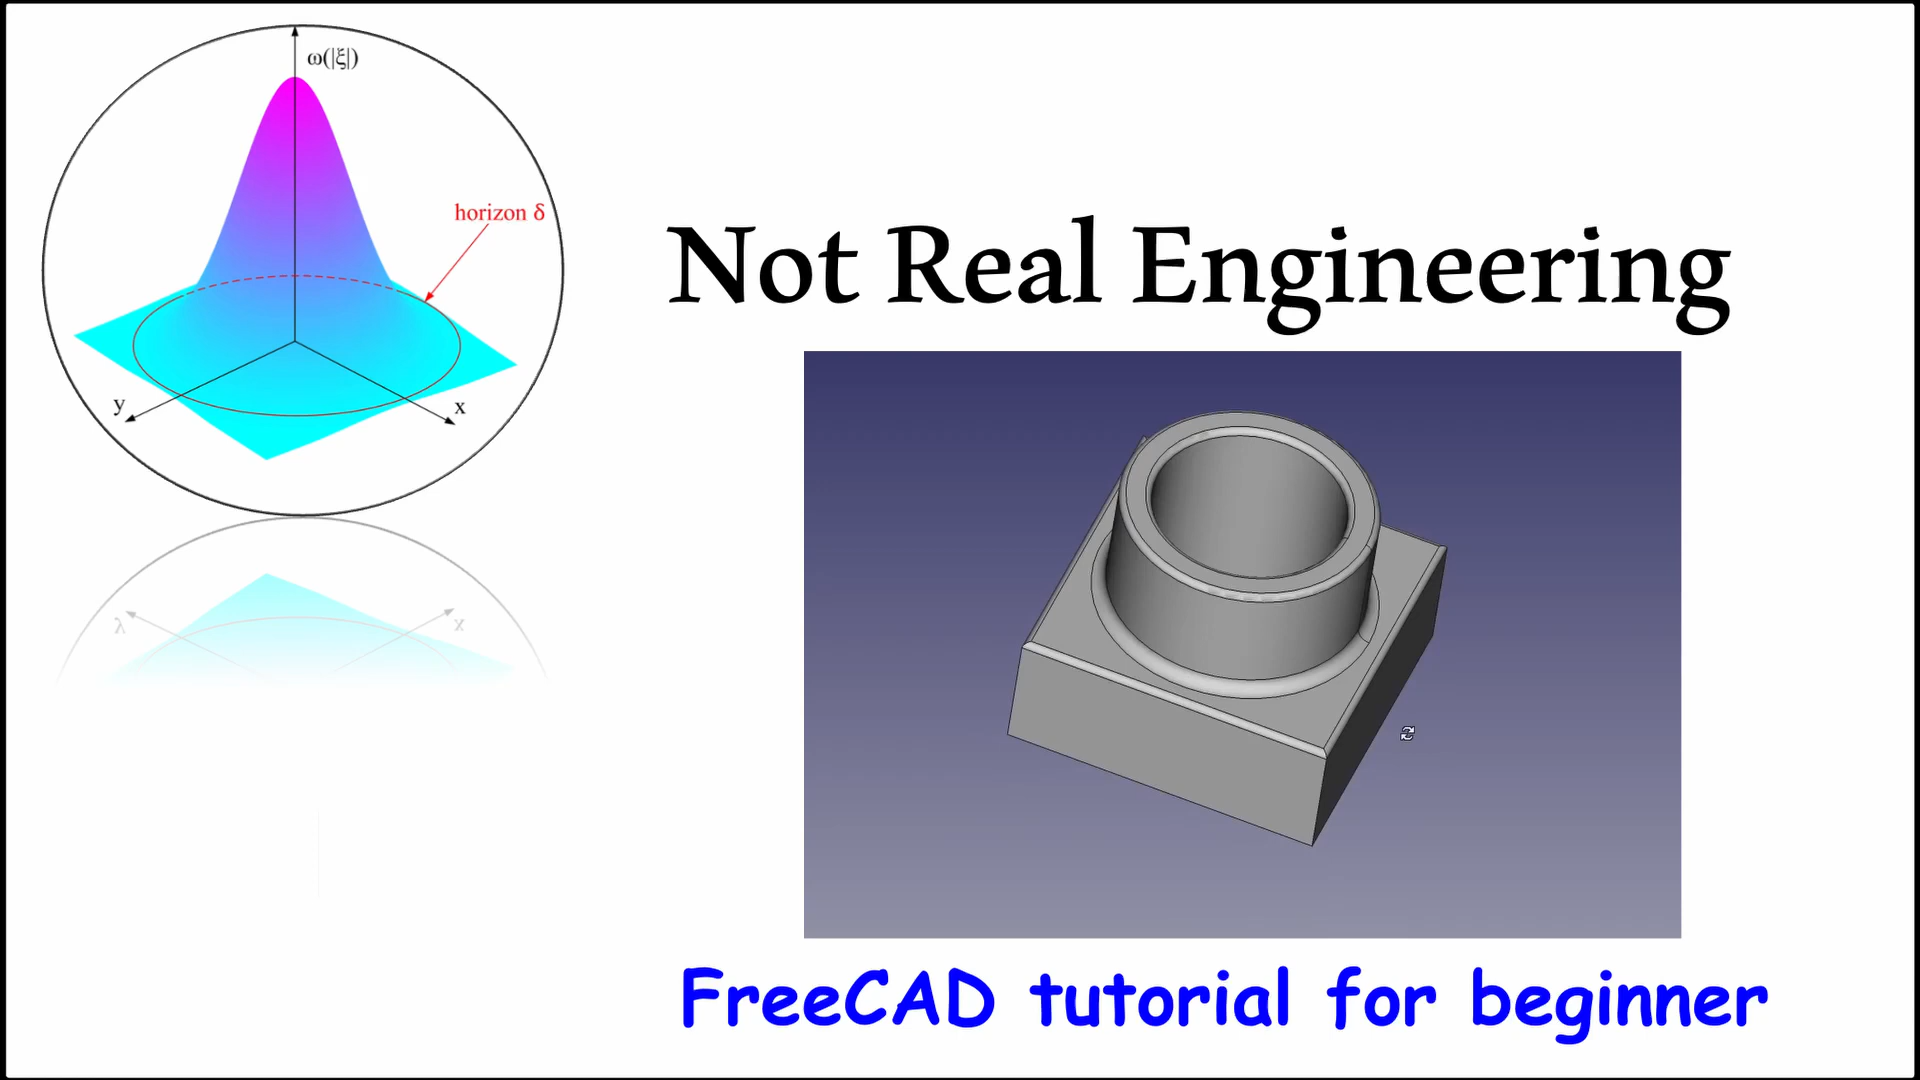 ω(|ξ|)
horizon δ
y
x
Not Real Engineering
FreeCAD tutorial for beginner